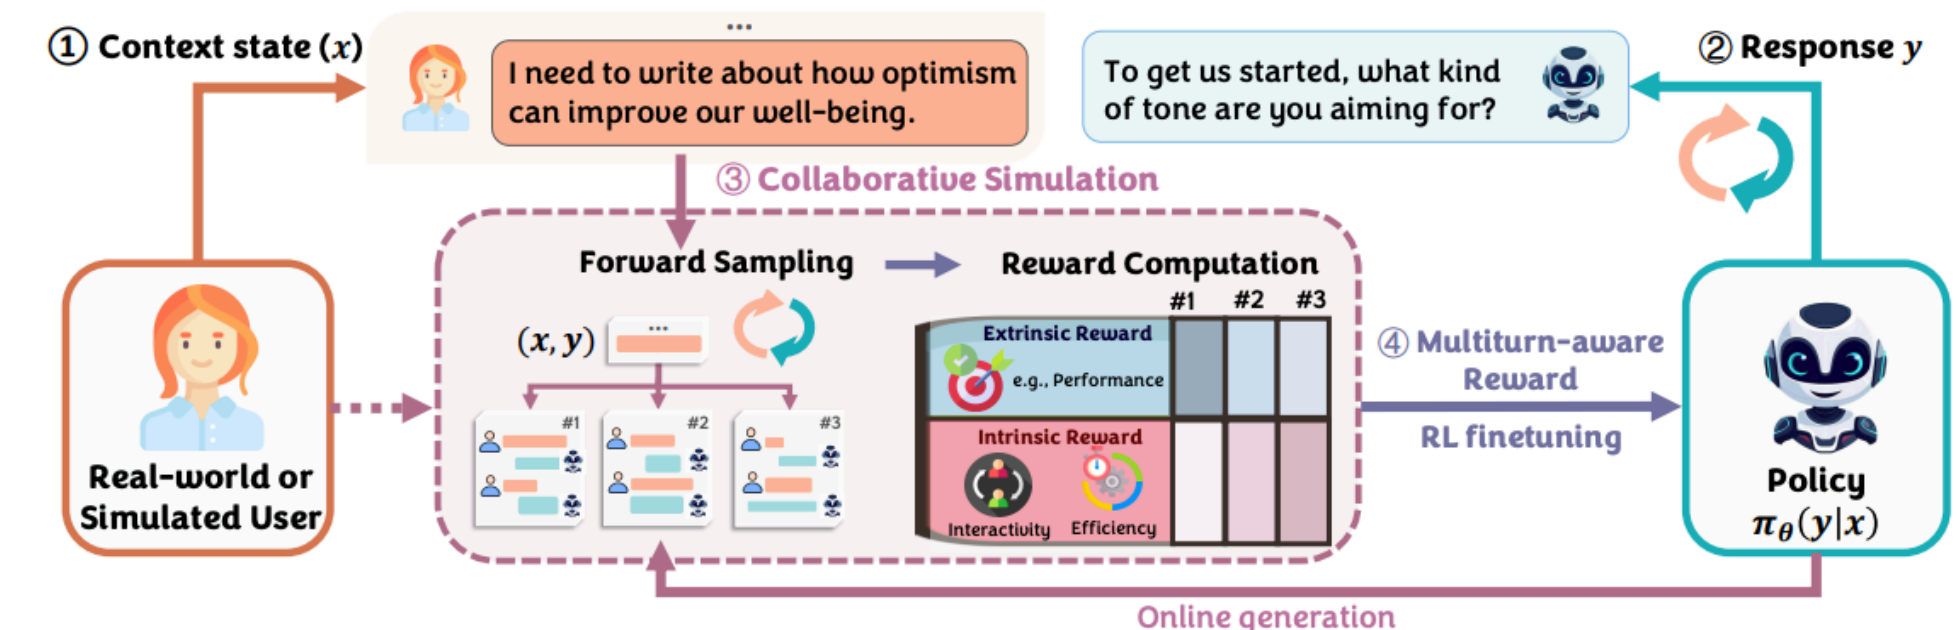 ① Context state (x)
...
I need to write about how optimism
can improve our well-being.
To get us started, what kind
of tone are you aiming for?
② Response y
③ Collaborative Simulation
Forward Sampling
Reward Computation
#1 #2 #3
(x, y)
...
Extrinsic Reward
e.g., Performance
#1
#2
#3
Intrinsic Reward
Interactivity
Efficiency
④ Multiturn-aware
Reward
RL finetuning
Real-world or
Simulated User
Policy
πθ(y|x)
Online generation